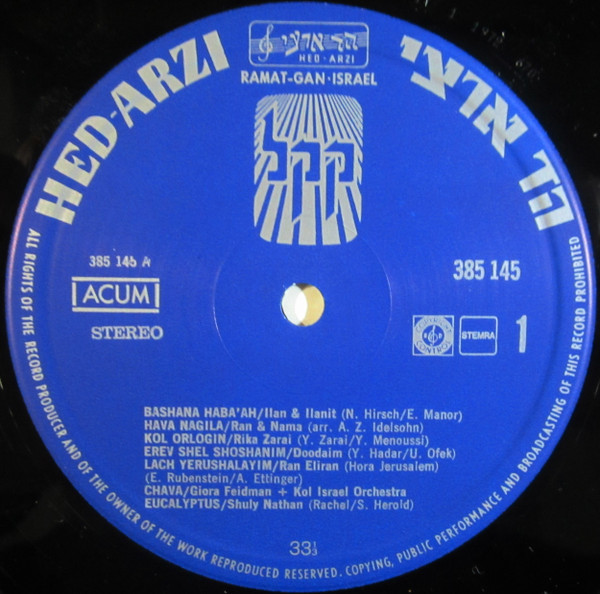 הד ארצי
HED-ARZI
RAMAT-GAN·ISRAEL
HED-ARZI
הד ארצי
קקל
385 145 A
385 145
ACUM
STEREO
STEMRA
1
BASHANA HABA'AH/Ilan & Ilanit (N. Hirsch/E. Manor)
HAVA NAGILA/Ran & Nama (arr. A. Z. Idelsohn)
KOL ORLOGIN/Rika Zarai (Y. Zarai/Y. Menoussi)
EREV SHEL SHOSHANIM/Doodaim (Y. Hadar/U. Ofek)
LACH YERUSHALAYIM/Ran Eliran (Hora Jerusalem)
(E. Rubenstein/A. Ettinger)
CHAVA/Giora Feidman + Kol Israel Orchestra
EUCALYPTUS/Shuly Nathan (Rachel/S. Herold)
33⅓
ALL RIGHTS OF THE RECORD PRODUCER AND OF THE OWNER OF THE WORK REPRODUCED RESERVED. COPYING, PUBLIC PERFORMANCE AND BROADCASTING OF THIS RECORD PROHIBITED